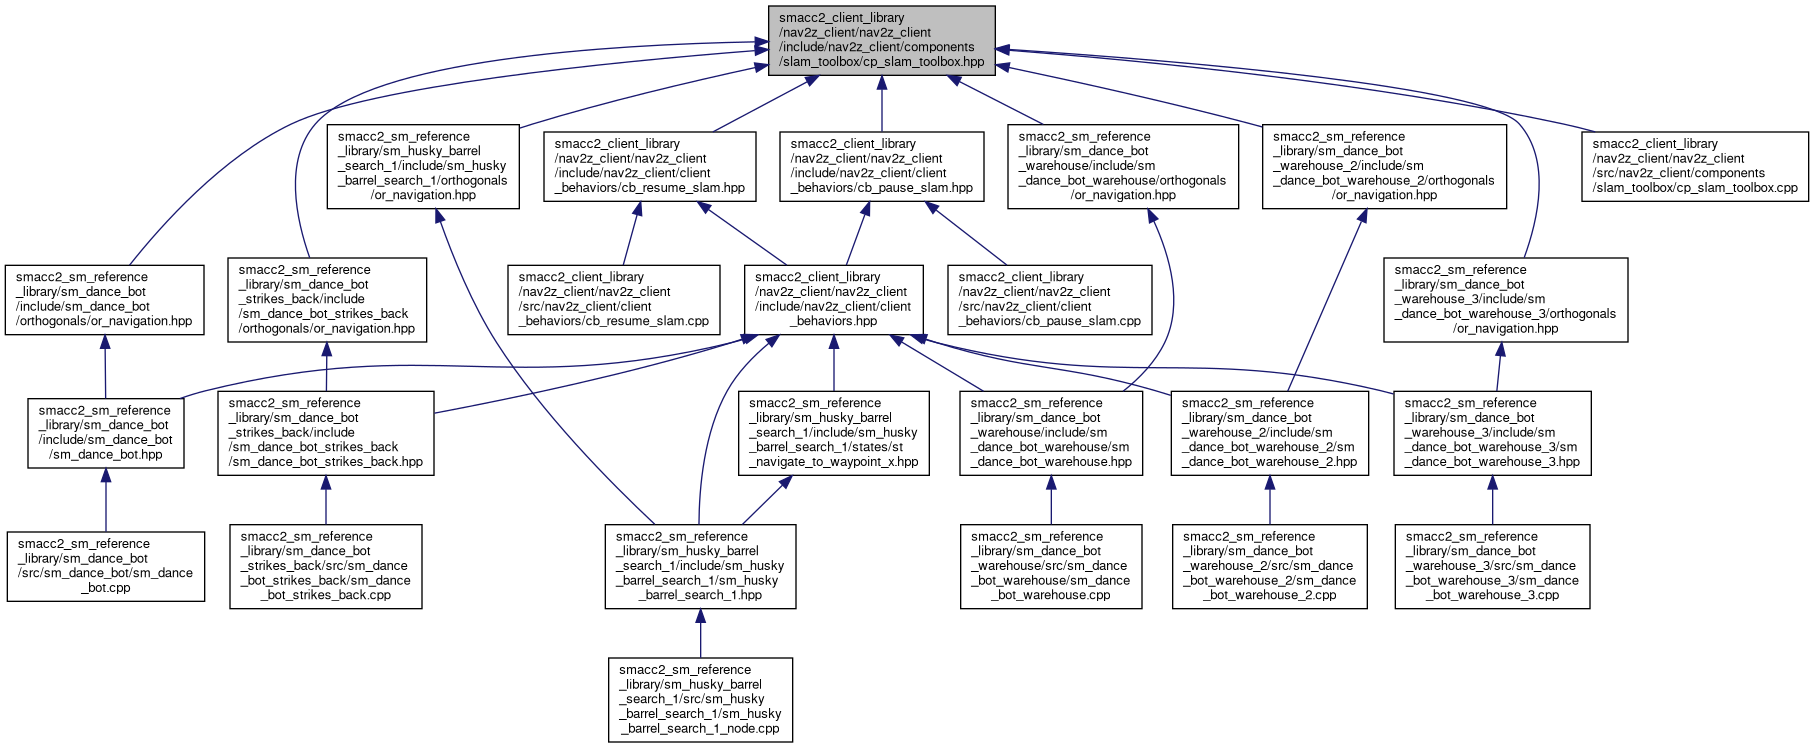 smacc2_client_library
/nav2z_client/nav2z_client
/include/nav2z_client/components
/slam_toolbox/cp_slam_toolbox.hpp
smacc2_sm_reference
_library/sm_husky_barrel
_search_1/include/sm_husky
_barrel_search_1/orthogonals
/or_navigation.hpp
smacc2_client_library
/nav2z_client/nav2z_client
/include/nav2z_client/client
_behaviors/cb_resume_slam.hpp
smacc2_client_library
/nav2z_client/nav2z_client
/include/nav2z_client/client
_behaviors/cb_pause_slam.hpp
smacc2_sm_reference
_library/sm_dance_bot
_warehouse/include/sm
_dance_bot_warehouse/orthogonals
/or_navigation.hpp
smacc2_sm_reference
_library/sm_dance_bot
_warehouse_2/include/sm
_dance_bot_warehouse_2/orthogonals
/or_navigation.hpp
smacc2_client_library
/nav2z_client/nav2z_client
/src/nav2z_client/components
/slam_toolbox/cp_slam_toolbox.cpp
smacc2_sm_reference
_library/sm_dance_bot
/include/sm_dance_bot
/orthogonals/or_navigation.hpp
smacc2_sm_reference
_library/sm_dance_bot
_strikes_back/include
/sm_dance_bot_strikes_back
/orthogonals/or_navigation.hpp
smacc2_client_library
/nav2z_client/nav2z_client
/src/nav2z_client/client
_behaviors/cb_resume_slam.cpp
smacc2_client_library
/nav2z_client/nav2z_client
/include/nav2z_client/client
_behaviors.hpp
smacc2_client_library
/nav2z_client/nav2z_client
/src/nav2z_client/client
_behaviors/cb_pause_slam.cpp
smacc2_sm_reference
_library/sm_dance_bot
_warehouse_3/include/sm
_dance_bot_warehouse_3/orthogonals
/or_navigation.hpp
smacc2_sm_reference
_library/sm_dance_bot
/include/sm_dance_bot
/sm_dance_bot.hpp
smacc2_sm_reference
_library/sm_dance_bot
_strikes_back/include
/sm_dance_bot_strikes_back
/sm_dance_bot_strikes_back.hpp
smacc2_sm_reference
_library/sm_husky_barrel
_search_1/include/sm_husky
_barrel_search_1/states/st
_navigate_to_waypoint_x.hpp
smacc2_sm_reference
_library/sm_dance_bot
_warehouse/include/sm
_dance_bot_warehouse/sm
_dance_bot_warehouse.hpp
smacc2_sm_reference
_library/sm_dance_bot
_warehouse_2/include/sm
_dance_bot_warehouse_2/sm
_dance_bot_warehouse_2.hpp
smacc2_sm_reference
_library/sm_dance_bot
_warehouse_3/include/sm
_dance_bot_warehouse_3/sm
_dance_bot_warehouse_3.hpp
smacc2_sm_reference
_library/sm_dance_bot
/src/sm_dance_bot/sm_dance
_bot.cpp
smacc2_sm_reference
_library/sm_dance_bot
_strikes_back/src/sm_dance
_bot_strikes_back/sm_dance
_bot_strikes_back.cpp
smacc2_sm_reference
_library/sm_husky_barrel
_search_1/include/sm_husky
_barrel_search_1/sm_husky
_barrel_search_1.hpp
smacc2_sm_reference
_library/sm_dance_bot
_warehouse/src/sm_dance
_bot_warehouse/sm_dance
_bot_warehouse.cpp
smacc2_sm_reference
_library/sm_dance_bot
_warehouse_2/src/sm_dance
_bot_warehouse_2/sm_dance
_bot_warehouse_2.cpp
smacc2_sm_reference
_library/sm_dance_bot
_warehouse_3/src/sm_dance
_bot_warehouse_3/sm_dance
_bot_warehouse_3.cpp
smacc2_sm_reference
_library/sm_husky_barrel
_search_1/src/sm_husky
_barrel_search_1/sm_husky
_barrel_search_1_node.cpp